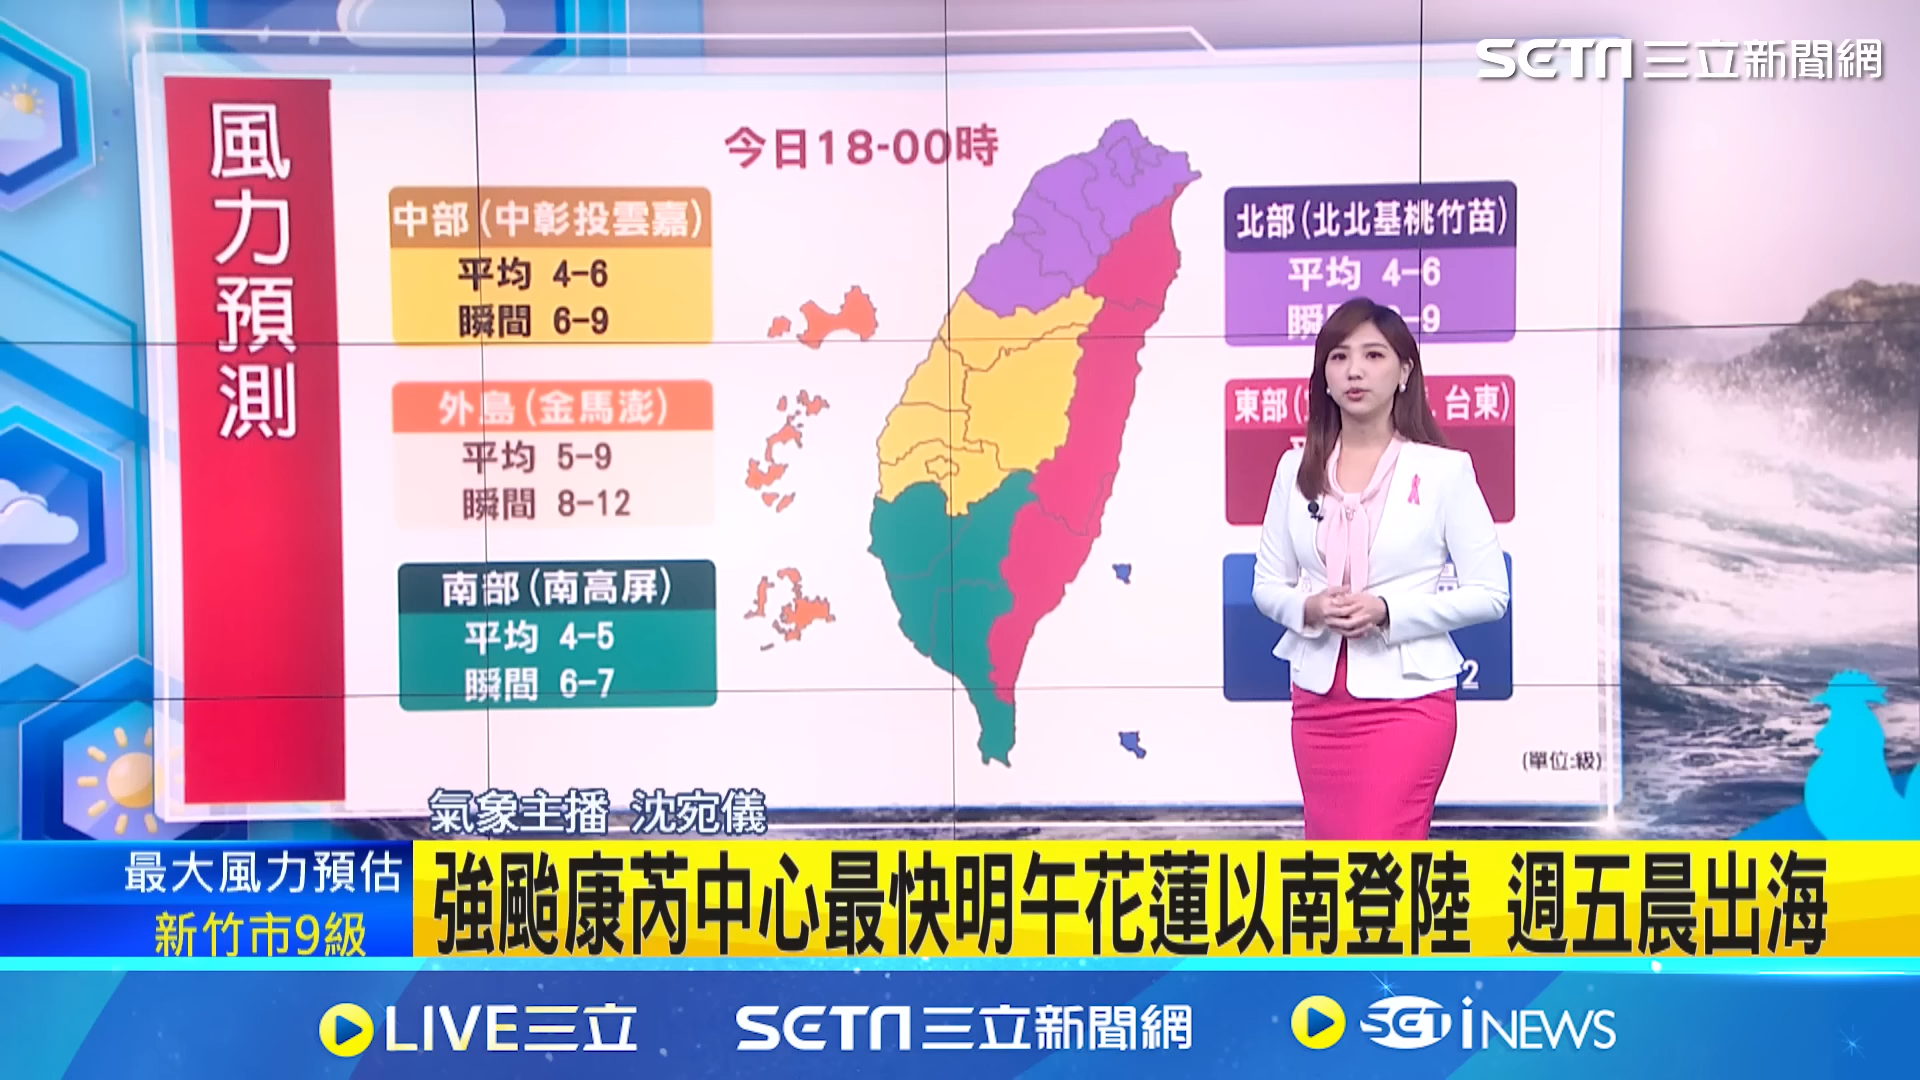 SETN三立新聞網
風力預測
今日18-00時
中部(中彰投雲嘉)
平均 4-6
瞬間 6-9
外島(金馬澎)
平均 5-9
瞬間 8-12
南部(南高屏)
平均 4-5
瞬間 6-7
北部(北北基桃竹苗)
平均 4-6
-9
東部(
台東)
2
(單位:級)
氣象主播 沈宛儀
最大風力預估
新竹市9級
強颱康芮中心最快明午花蓮以南登陸 週五晨出海
LIVE三立
SETN三立新聞網
SET iNEWS